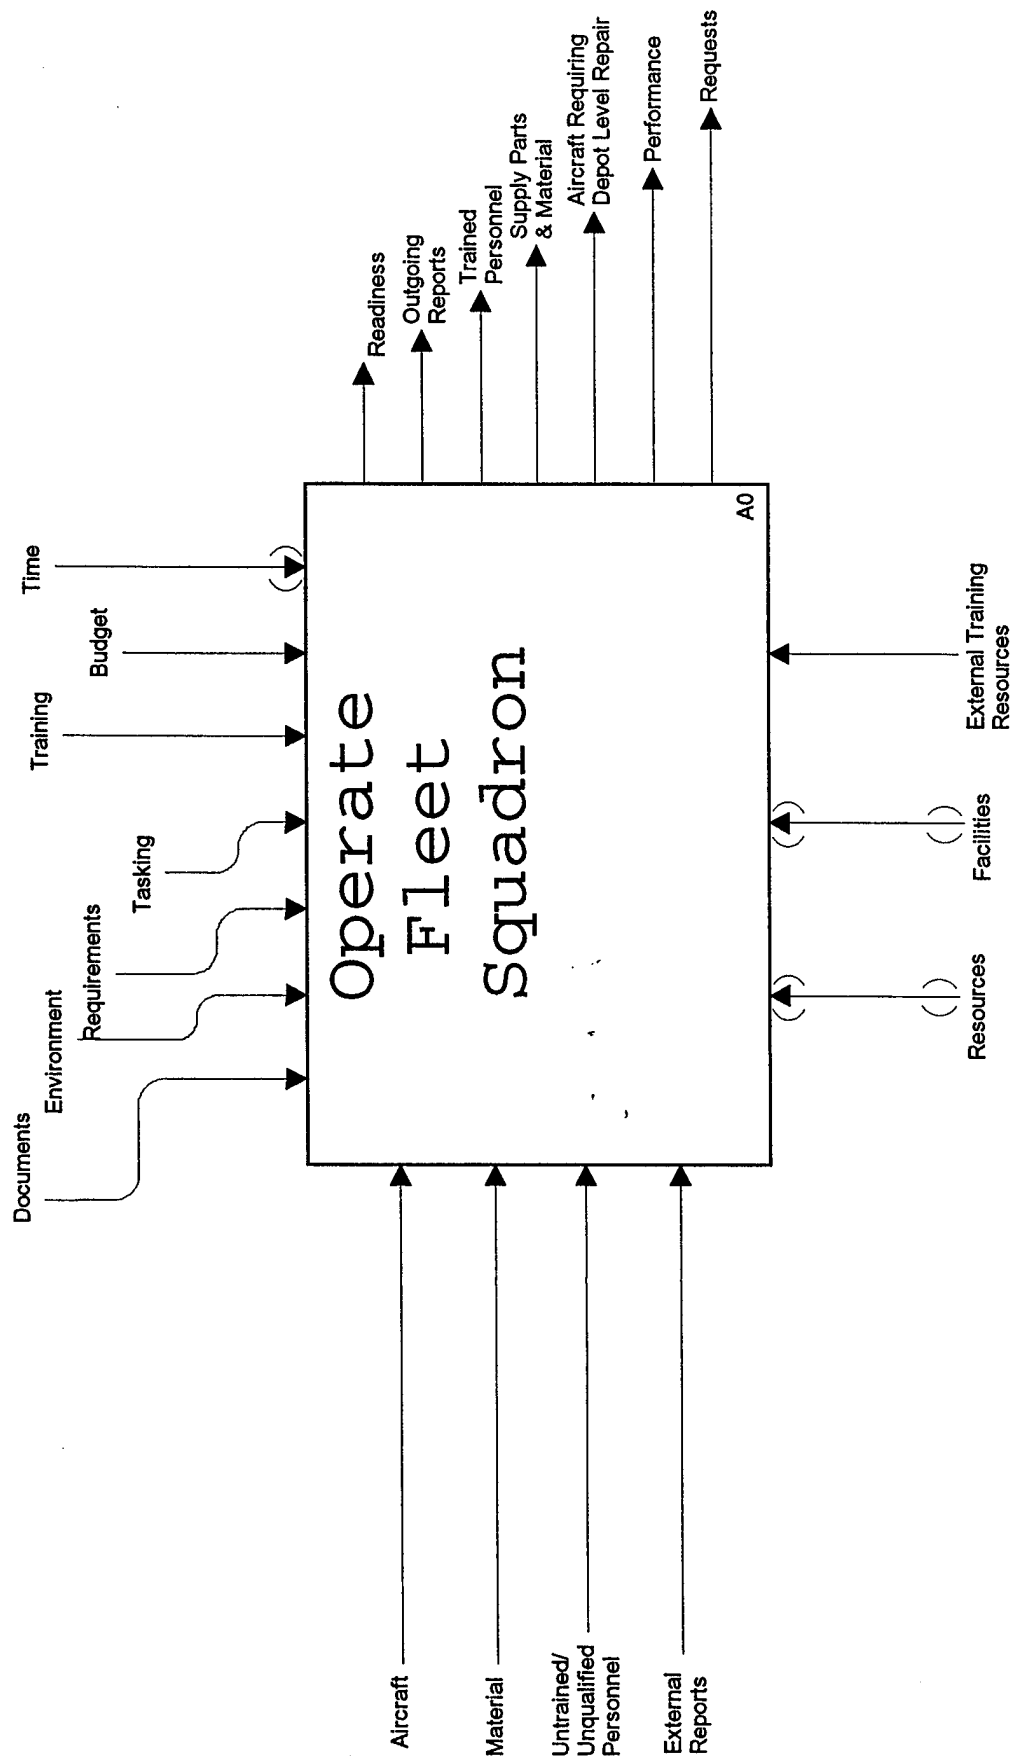 Documents
Environment
Requirements
Tasking
Training
Budget
Time
Aircraft
Material
Untrained/
Unqualified
Personnel
External
Reports
Operate
Fleet
Squadron
A0
Readiness
Outgoing
Reports
Trained
Personnel
Supply Parts
& Material
Aircraft Requiring
Depot Level Repair
Performance
Requests
Resources
Facilities
External Training
Resources